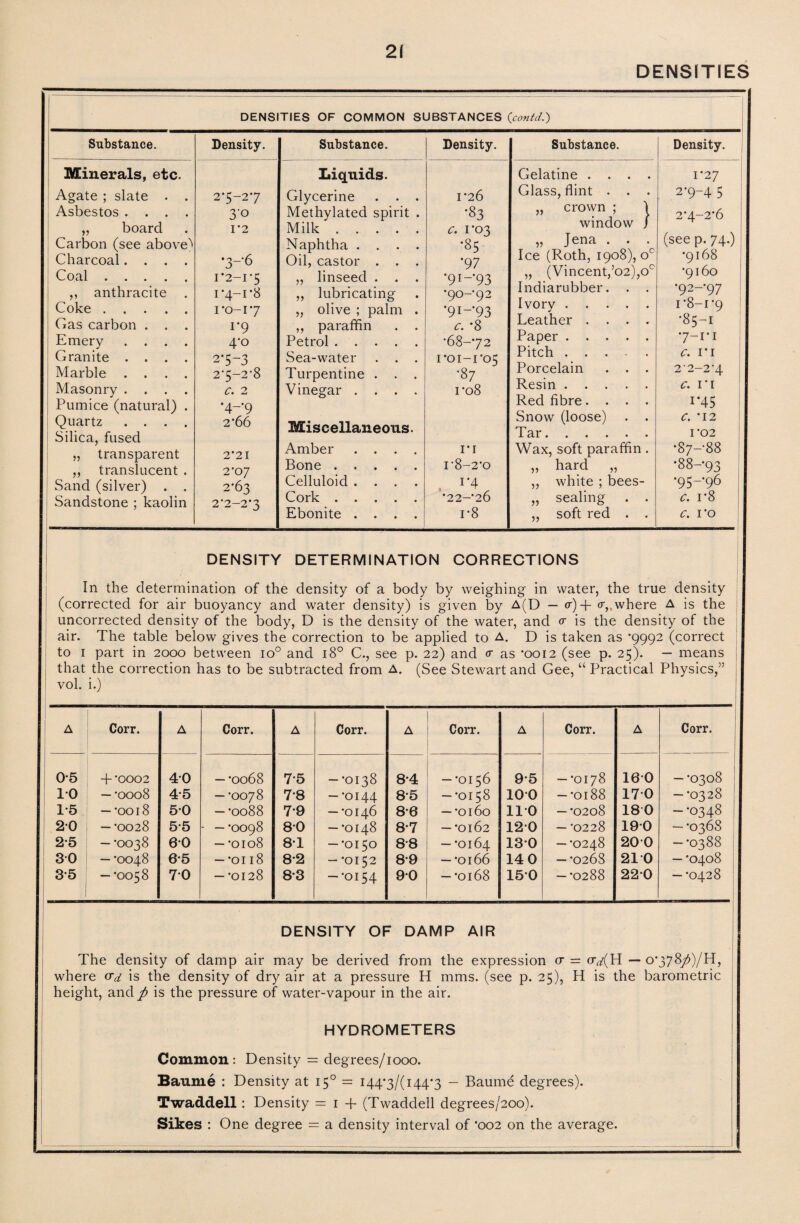 21
DENSITIES
DENSITIES OF COMMON SUBSTANCES (contd.)
Substance. Density. Substance. Density. Substance. Density.
Minerals, etc.
Agate ; slate . . 2·5–2·7
Asbestos . . . . 3·0
„ board . 1·2
Carbon (see above)
Charcoal . . . . ·3–·6
Coal . . . . . 1·2–1·5
„ anthracite . 1·4–1·8
Coke . . . . . 1·0–1·7
Gas carbon . . . 1·9
Emery . . . . 4·0
Granite . . . . 2·5–3
Marble . . . . 2·5–2·8
Masonry . . . . c. 2
Pumice (natural) . ·4–·9
Quartz . . . . 2·66
Silica, fused
„ transparent 2·21
„ translucent . 2·07
Sand (silver) . . 2·63
Sandstone ; kaolin 2·2–2·3
Liquids.
Glycerine . . . 1·26
Methylated spirit . ·83
Milk . . . . . c. 1·03
Naphtha . . . . ·85
Oil, castor . . . ·97
„ linseed . . . ·91–·93
„ lubricating . ·90–·92
„ olive ; palm . ·91–·93
„ paraffin . . c. ·8
Petrol . . . . . ·68–·72
Sea-water . . . 1·01–1·05
Turpentine . . . ·87
Vinegar . . . . 1·08
Miscellaneous.
Amber . . . . 1·1
Bone . . . . . 1·8–2·0
Celluloid . . . . 1·4
Cork . . . . . ·22–·26
Ebonite . . . . 1·8
Gelatine . . . . 1·27
Glass, flint . . . 2·9–4 5
„ crown ; window } 2·4–2·6
„ Jena . . . (see p. 74.)
Ice (Roth, 1908), 0° ·9168
„ (Vincent,’02),0° ·9160
Indiarubber. . . ·92–·97
Ivory . . . . . 1·8–1·9
Leather . . . . ·85–1
Paper . . . . . ·7–1·1
Pitch . . . . . c. 1·1
Porcelain . . . 2 2–2·4
Resin . . . . . c. 1·1
Red fibre . . . . 1·45
Snow (loose) . . c. ·12
Tar . . . . . . 1·02
Wax, soft paraffin . ·87–·88
„ hard „ ·88–·93
„ white ; bees- ·95–·96
„ sealing . . c. 1·8
„ soft red . . c. 1·0
DENSITY DETERMINATION CORRECTIONS
In the determination of the density of a body by weighing in water, the true density
(corrected for air buoyancy and water density) is given by Δ(D – σ) + σ, where Δ is the
uncorrected density of the body, D is the density of the water, and σ is the density of the
air. The table below gives the correction to be applied to Δ. D is taken as ·9992 (correct
to 1 part in 2000 between 10° and 18° C., see p. 22) and σ as ·0012 (see p. 25). – means
that the correction has to be subtracted from Δ. (See Stewart and Gee, “ Practical Physics,”
vol. i.)
Δ Corr. Δ Corr. Δ Corr. Δ Corr. Δ Corr. Δ Corr.
0·5 +·0002 4·0 –·0068 7·5 –·0138 8·4 –·0156 9·5 –·0178 16·0 –·0308
1·0 –·0008 4·5 –·0078 7·8 –·0144 8·5 –·0158 10·0 –·0188 17·0 –·0328
1·5 –·0018 5·0 –·0088 7·9 –·0146 8·6 –·0160 11·0 –·0208 18 0 –·0348
2·0 –·0028 5·5 –·0098 8·0 –·0148 8·7 –·0162 12·0 –·0228 19·0 –·0368
2·5 –·0038 6·0 –·0108 8·1 –·0150 8·8 –·0164 13·0 –·0248 20 0 –·0388
3·0 –·0048 6·5 –·0118 8·2 –·0152 8·9 –·0166 14 0 –·0268 21·0 –·0408
3·5 –·0058 7·0 –·0128 8·3 –·0154 9·0 –·0168 15·0 –·0288 22·0 –·0428
DENSITY OF DAMP AIR
The density of damp air may be derived from the expression σ = σd(H – 0·378p)/H,
where σd is the density of dry air at a pressure H mms. (see p. 25), H is the barometric
height, and p is the pressure of water-vapour in the air.
HYDROMETERS
Common : Density = degrees/1000.
Baumé : Density at 15° = 144·3/(144·3 – Baumé degrees).
Twaddell : Density = 1 + (Twaddell degrees/200).
Sikes : One degree = a density interval of ·002 on the average.